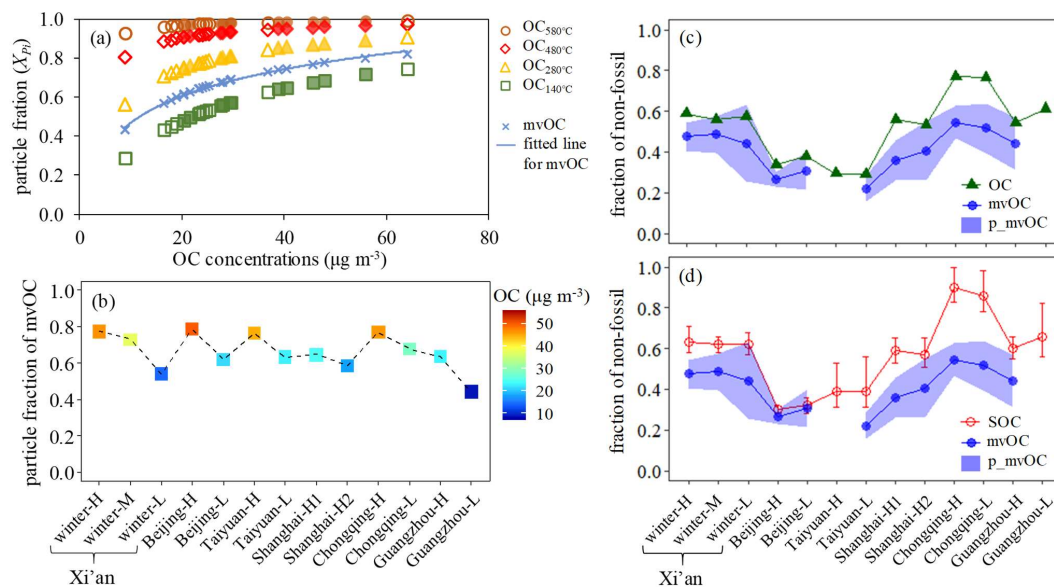 (a)
particle fration (X_Pi)
1.0
0.8
0.6
0.4
0.2
0.0
0
20
40
60
80
OC concentrations (μg m⁻³)
OC580℃
OC480℃
OC280℃
OC140℃
mvOC
fitted line
for mvOC
(b)
particle fraction of mvOC
1.0
0.8
0.6
0.4
0.2
0.0
OC (μg m⁻³)
50
40
30
20
10
winter-H
winter-M
winter-L
Beijing-H
Beijing-L
Taiyuan-H
Taiyuan-L
Shanghai-H1
Shanghai-H2
Chongqing-H
Chongqing-L
Guangzhou-H
Guangzhou-L
Xi'an
(c)
fraction of non-fossil
1.0
0.8
0.6
0.4
0.2
0.0
OC
mvOC
p_mvOC
(d)
fraction of non-fossil
1.0
0.8
0.6
0.4
0.2
0.0
SOC
mvOC
p_mvOC
winter-H
winter-M
winter-L
Beijing-H
Beijing-L
Taiyuan-H
Taiyuan-L
Shanghai-H1
Shanghai-H2
Chongqing-H
Chongqing-L
Guangzhou-H
Guangzhou-L
Xi'an